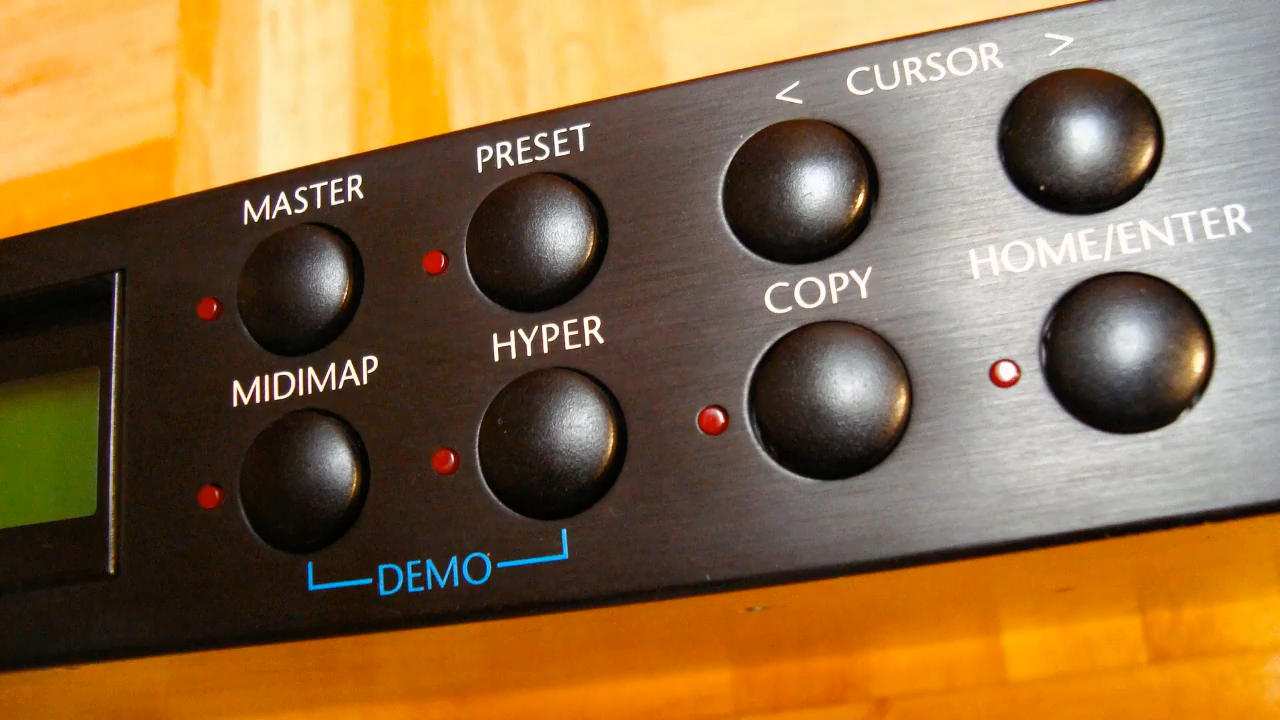 < CURSOR >
PRESET
MASTER
HOME/ENTER
COPY
HYPER
MIDIMAP
DEMO